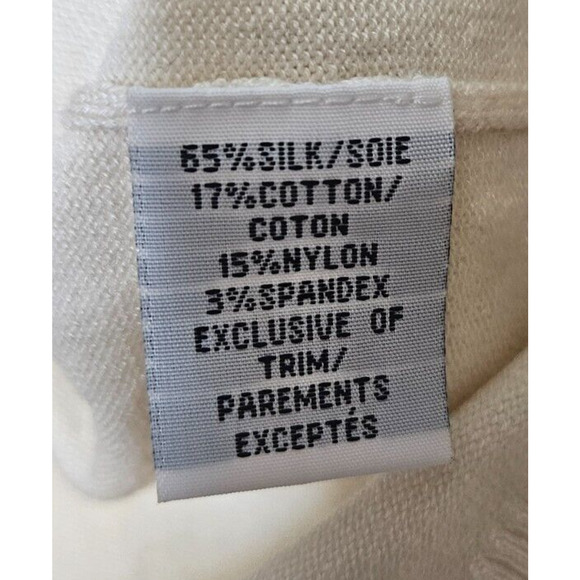 65%SILK/SOIE
17%COTTON/
COTON
15%NYLON
3%SPANDEX
EXCLUSIVE OF
TRIM/
PAREMENTS
EXCEPTÉS